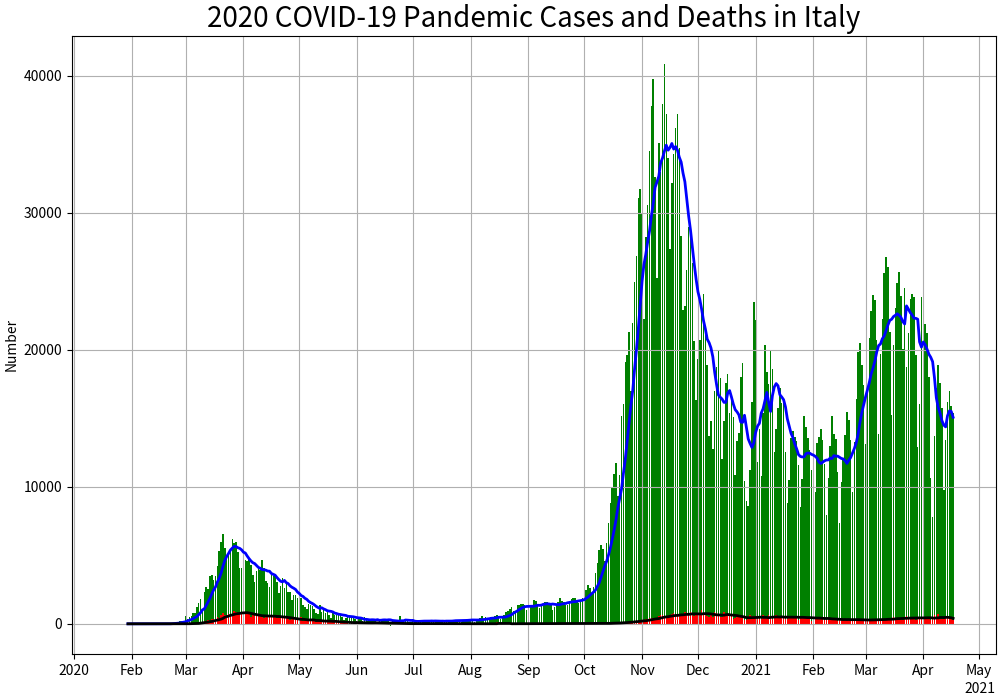 2020 COVID-19 Pandemic Cases and Deaths in Italy
Number
40000
30000
20000
10000
0
2020 Feb Mar Apr May Jun Jul Aug Sep Oct Nov Dec 2021 Feb Mar Apr May
2021